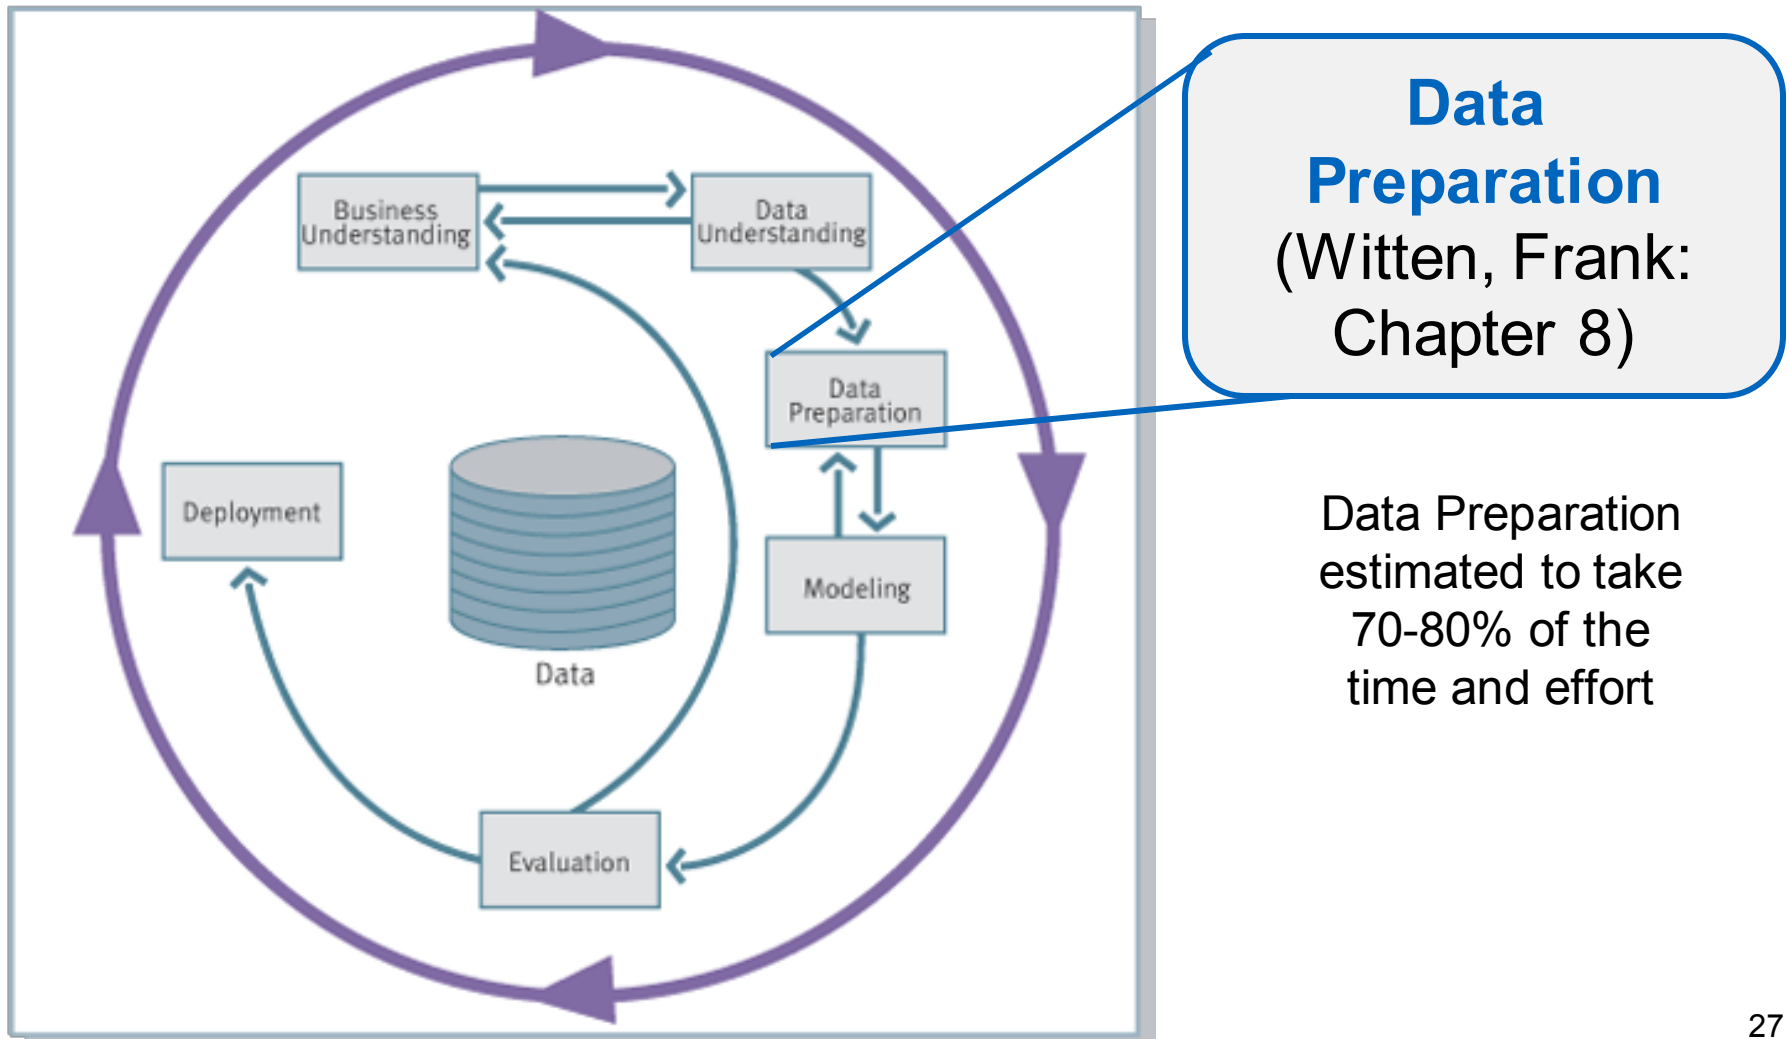 Business
Understanding
Data
Understanding
Data
Preparation
Deployment
Data
Modeling
Evaluation
Data
Preparation
(Witten, Frank:
Chapter 8)
Data Preparation
estimated to take
70-80% of the
time and effort
27